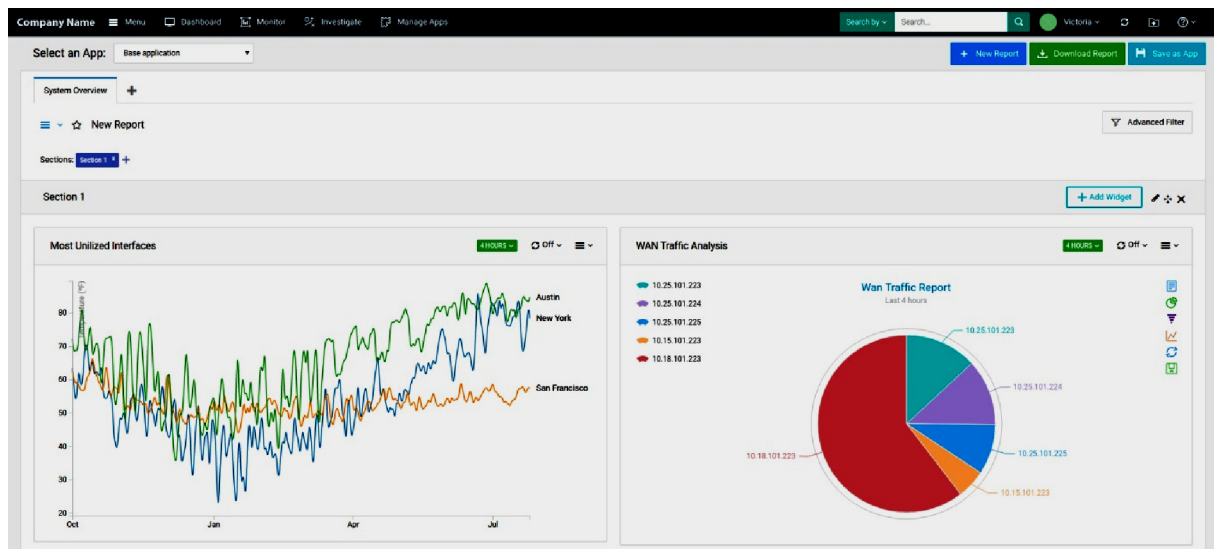 Company Name Menu Dashboard Monitor Investigate Manage Apps Search by Search... Victoria
Select an App: Base application + New Report Download Report Save as App
System Overview +
New Report Advanced Filter
Sections: Section 1 x +
Section 1 + Add Widget
Most Unilized Interfaces 4 HOURS Off
WAN Traffic Analysis 4 HOURS Off
80
70
60
50
40
30
20
Oct Jan Apr Jul
Austin
New York
San Francisco
10.25.101.223
10.25.101.224
10.25.101.225
10.15.101.223
10.18.101.223
Wan Traffic Report
Last 4 hours
10.25.101.223
10.25.101.224
10.25.101.225
10.15.101.223
10.18.101.223